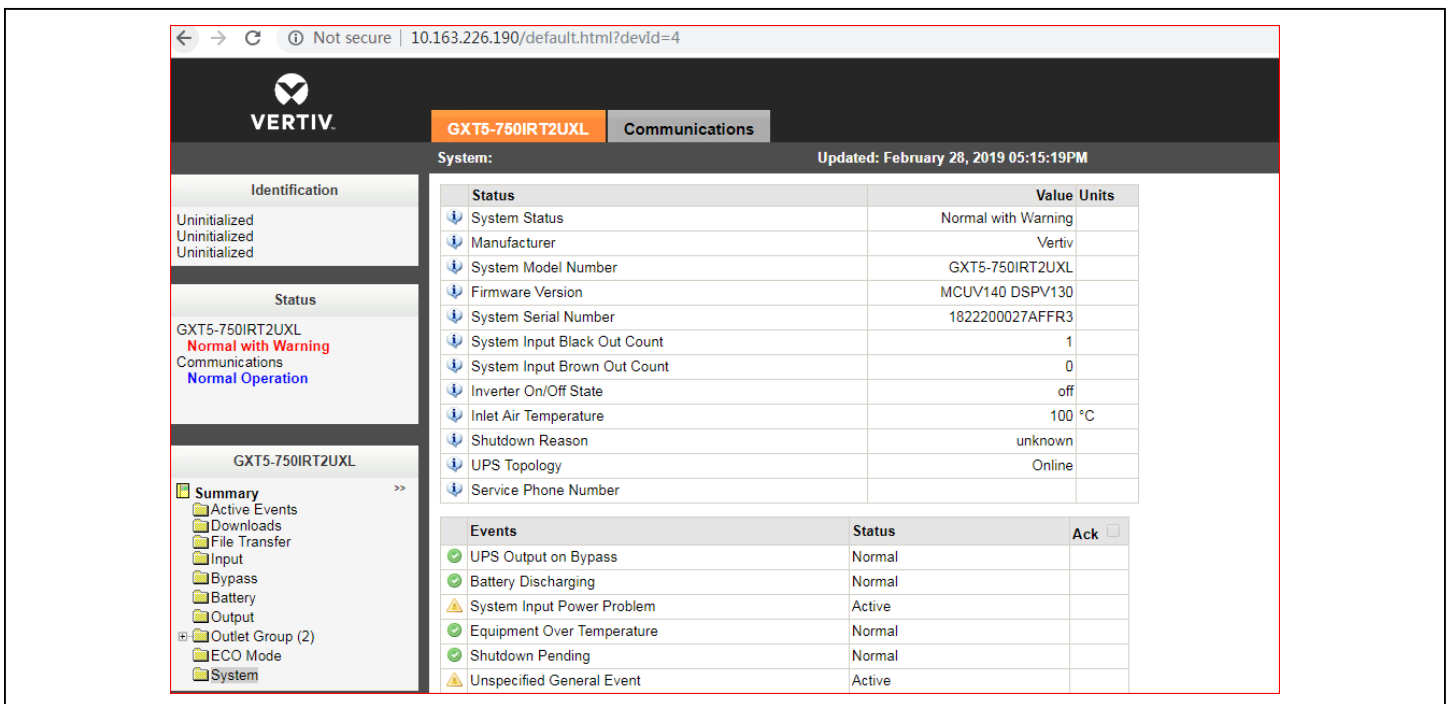 Not secure | 10.163.226.190/default.html?devId=4
VERTIV.
GXT5-750IRT2UXL Communications
System: Updated: February 28, 2019 05:15:19PM
Identification
Uninitialized
Uninitialized
Uninitialized
Status
GXT5-750IRT2UXL
Normal with Warning
Communications
Normal Operation
GXT5-750IRT2UXL
Summary >>
Active Events
Downloads
File Transfer
Input
Bypass
Battery
Output
Outlet Group (2)
ECO Mode
System
Status Value Units
System Status Normal with Warning
Manufacturer Vertiv
System Model Number GXT5-750IRT2UXL
Firmware Version MCUV140 DSPV130
System Serial Number 1822200027AFFR3
System Input Black Out Count 1
System Input Brown Out Count 0
Inverter On/Off State off
Inlet Air Temperature 100 °C
Shutdown Reason unknown
UPS Topology Online
Service Phone Number
Events Status Ack
UPS Output on Bypass Normal
Battery Discharging Normal
System Input Power Problem Active
Equipment Over Temperature Normal
Shutdown Pending Normal
Unspecified General Event Active